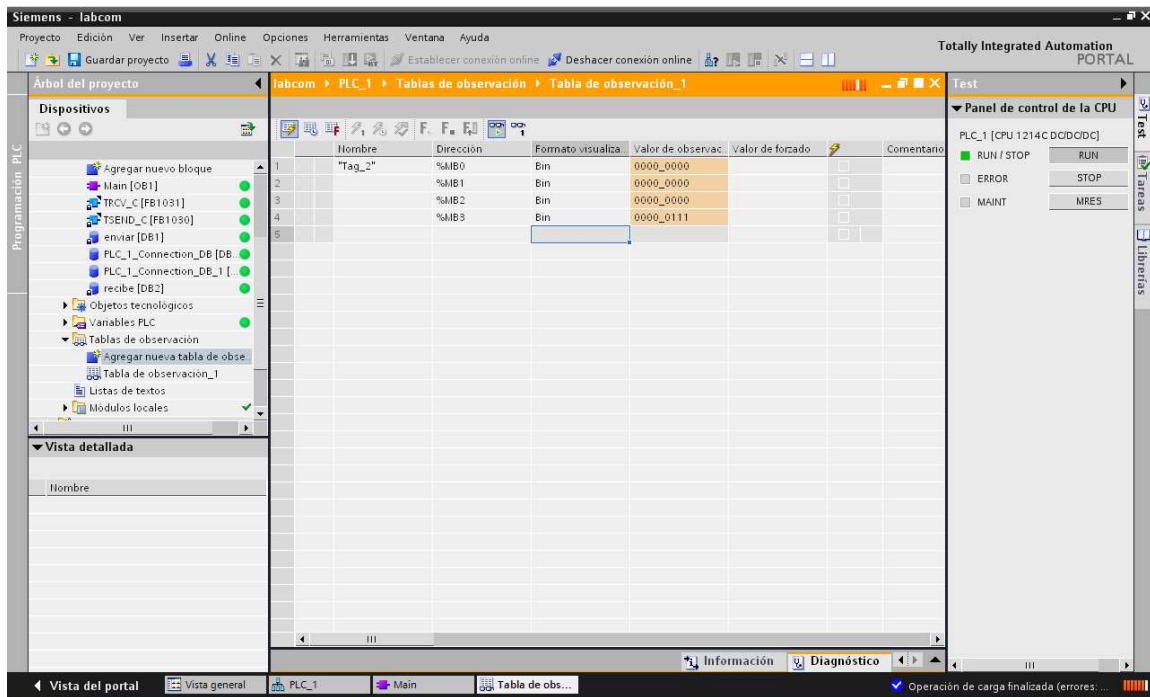 Siemens - labcom
Proyecto Edición Ver Insertar Online Opciones Herramientas Ventana Ayuda
Totally Integrated Automation
PORTAL
Guardar proyecto Establecer conexión online Deshacer conexión online
Árbol del proyecto
Dispositivos
Programación PLC
Agregar nuevo bloque
Main [OB1]
TRCV_C [FB1031]
TSEND_C [FB1030]
enviar [DB1]
PLC_1_Connection_DB [DB...
PLC_1_Connection_DB_1 [...
recibe [DB2]
Objetos tecnológicos
Variables PLC
Tablas de observación
Agregar nueva tabla de obse...
Tabla de observación_1
Listas de textos
Módulos locales
Vista detallada
Nombre
labcom PLC_1 Tablas de observación Tabla de observación_1
Nombre Dirección Formato visualiza... Valor de observac... Valor de forzado Comentario
1 "Tag_2" %MB0 Bin 0000_0000
2 %MB1 Bin 0000_0000
3 %MB2 Bin 0000_0000
4 %MB3 Bin 0000_0111
5
Información Diagnóstico
Test
Panel de control de la CPU
PLC_1 [CPU 1214C DC/DC/DC]
RUN / STOP RUN
ERROR STOP
MAINT MRES
Test
Tareas
Librerías
Vista del portal Vista general PLC_1 Main Tabla de obs... Operación de carga finalizada (errores: ...